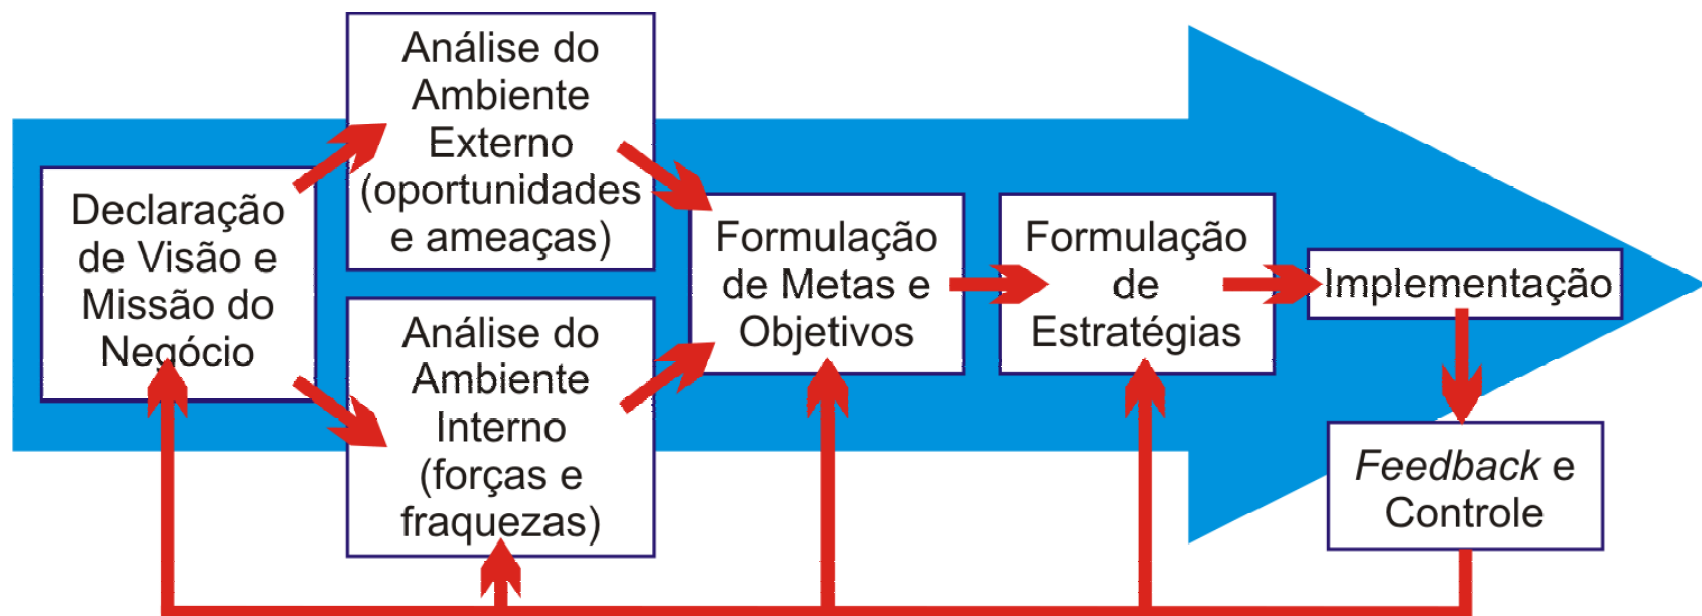 Declaração
de Visão e
Missão do
Negócio
Análise do
Ambiente
Externo
(oportunidades
e ameaças)
Análise do
Ambiente
Interno
(forças e
fraquezas)
Formulação
de Metas e
Objetivos
Formulação
de
Estratégias
Implementação
Feedback e
Controle